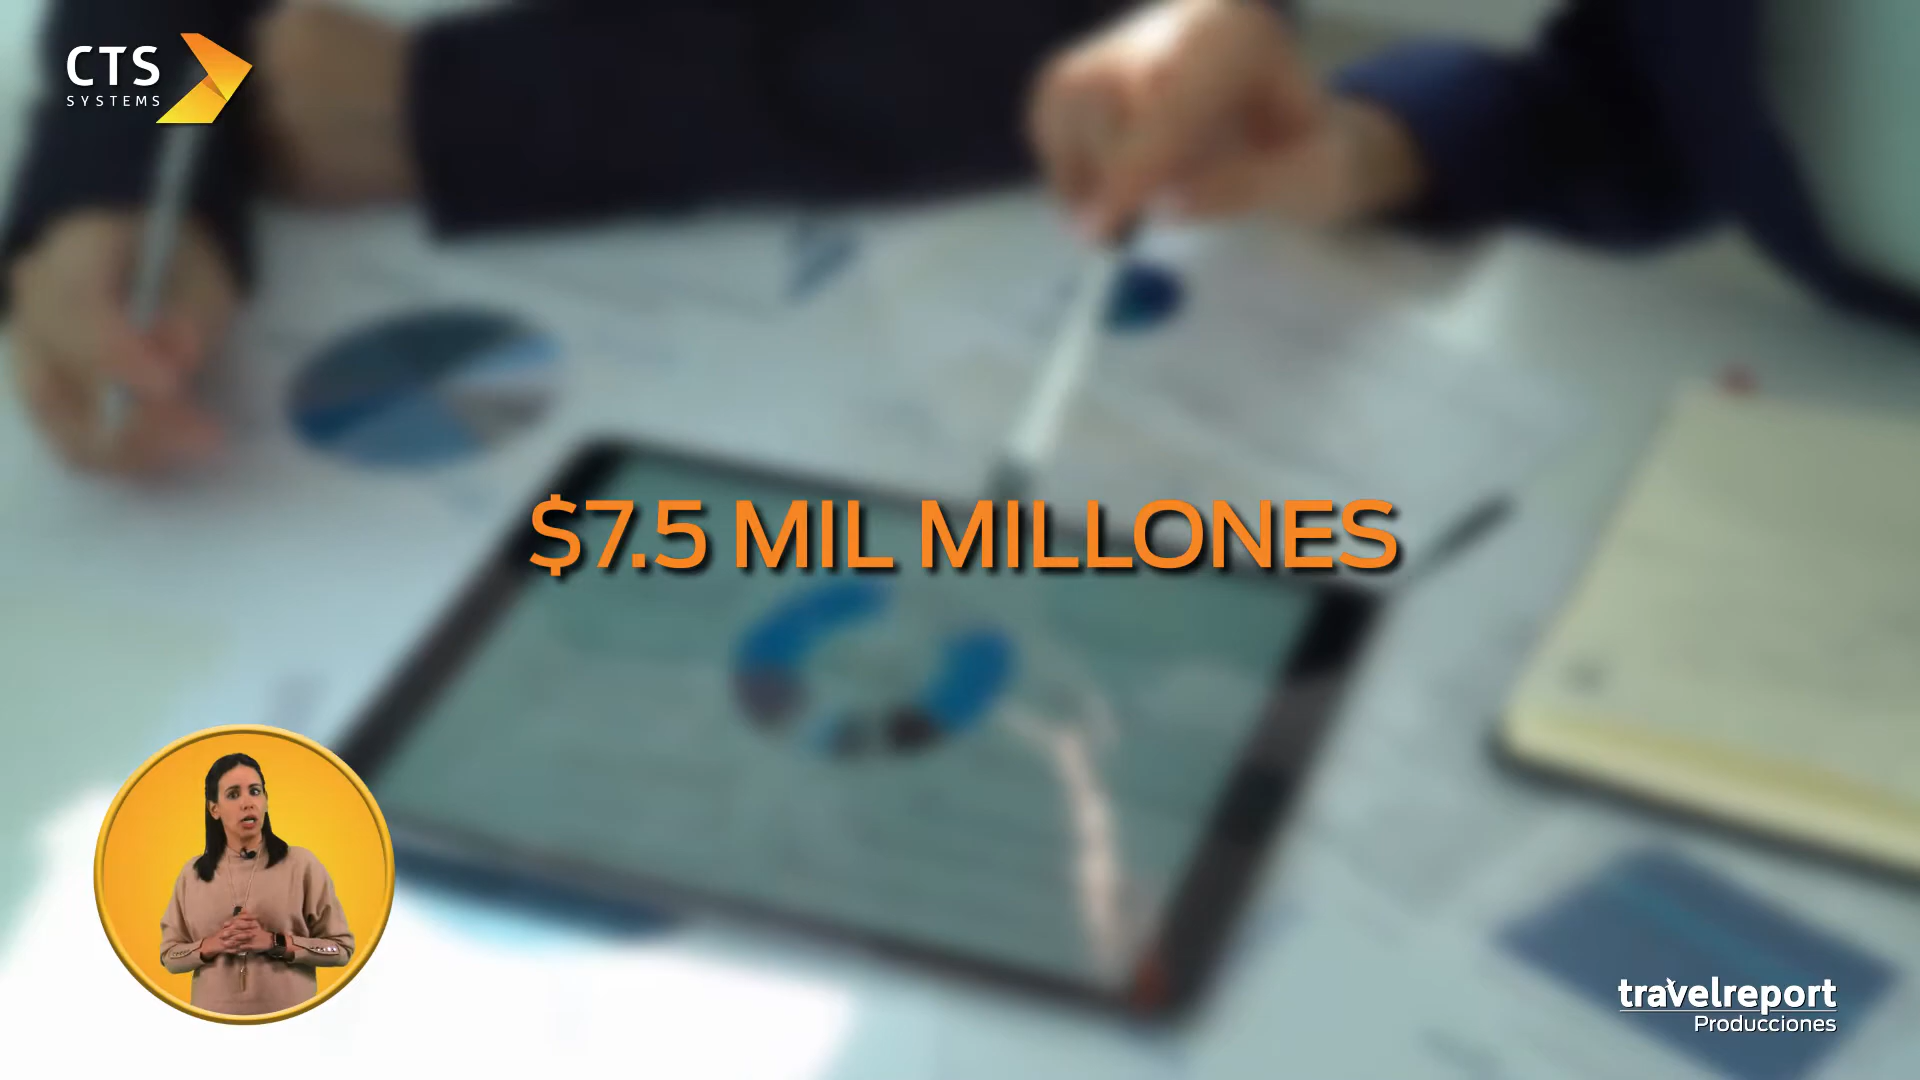 CTS
SYSTEMS
$7.5 MIL MILLONES
travelreport
Producciones